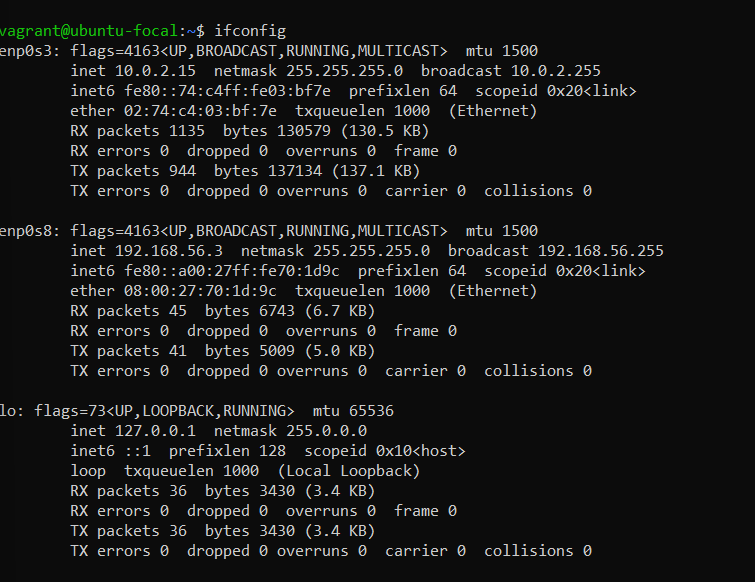 vagrant@ubuntu-focal:~$ ifconfig
enp0s3: flags=4163<UP,BROADCAST,RUNNING,MULTICAST>  mtu 1500
        inet 10.0.2.15  netmask 255.255.255.0  broadcast 10.0.2.255
        inet6 fe80::74:c4ff:fe03:bf7e  prefixlen 64  scopeid 0x20<link>
        ether 02:74:c4:03:bf:7e  txqueuelen 1000  (Ethernet)
        RX packets 1135  bytes 130579 (130.5 KB)
        RX errors 0  dropped 0  overruns 0  frame 0
        TX packets 944  bytes 137134 (137.1 KB)
        TX errors 0  dropped 0 overruns 0  carrier 0  collisions 0

enp0s8: flags=4163<UP,BROADCAST,RUNNING,MULTICAST>  mtu 1500
        inet 192.168.56.3  netmask 255.255.255.0  broadcast 192.168.56.255
        inet6 fe80::a00:27ff:fe70:1d9c  prefixlen 64  scopeid 0x20<link>
        ether 08:00:27:70:1d:9c  txqueuelen 1000  (Ethernet)
        RX packets 45  bytes 6743 (6.7 KB)
        RX errors 0  dropped 0  overruns 0  frame 0
        TX packets 41  bytes 5009 (5.0 KB)
        TX errors 0  dropped 0 overruns 0  carrier 0  collisions 0

lo: flags=73<UP,LOOPBACK,RUNNING>  mtu 65536
        inet 127.0.0.1  netmask 255.0.0.0
        inet6 ::1  prefixlen 128  scopeid 0x10<host>
        loop  txqueuelen 1000  (Local Loopback)
        RX packets 36  bytes 3430 (3.4 KB)
        RX errors 0  dropped 0  overruns 0  frame 0
        TX packets 36  bytes 3430 (3.4 KB)
        TX errors 0  dropped 0 overruns 0  carrier 0  collisions 0